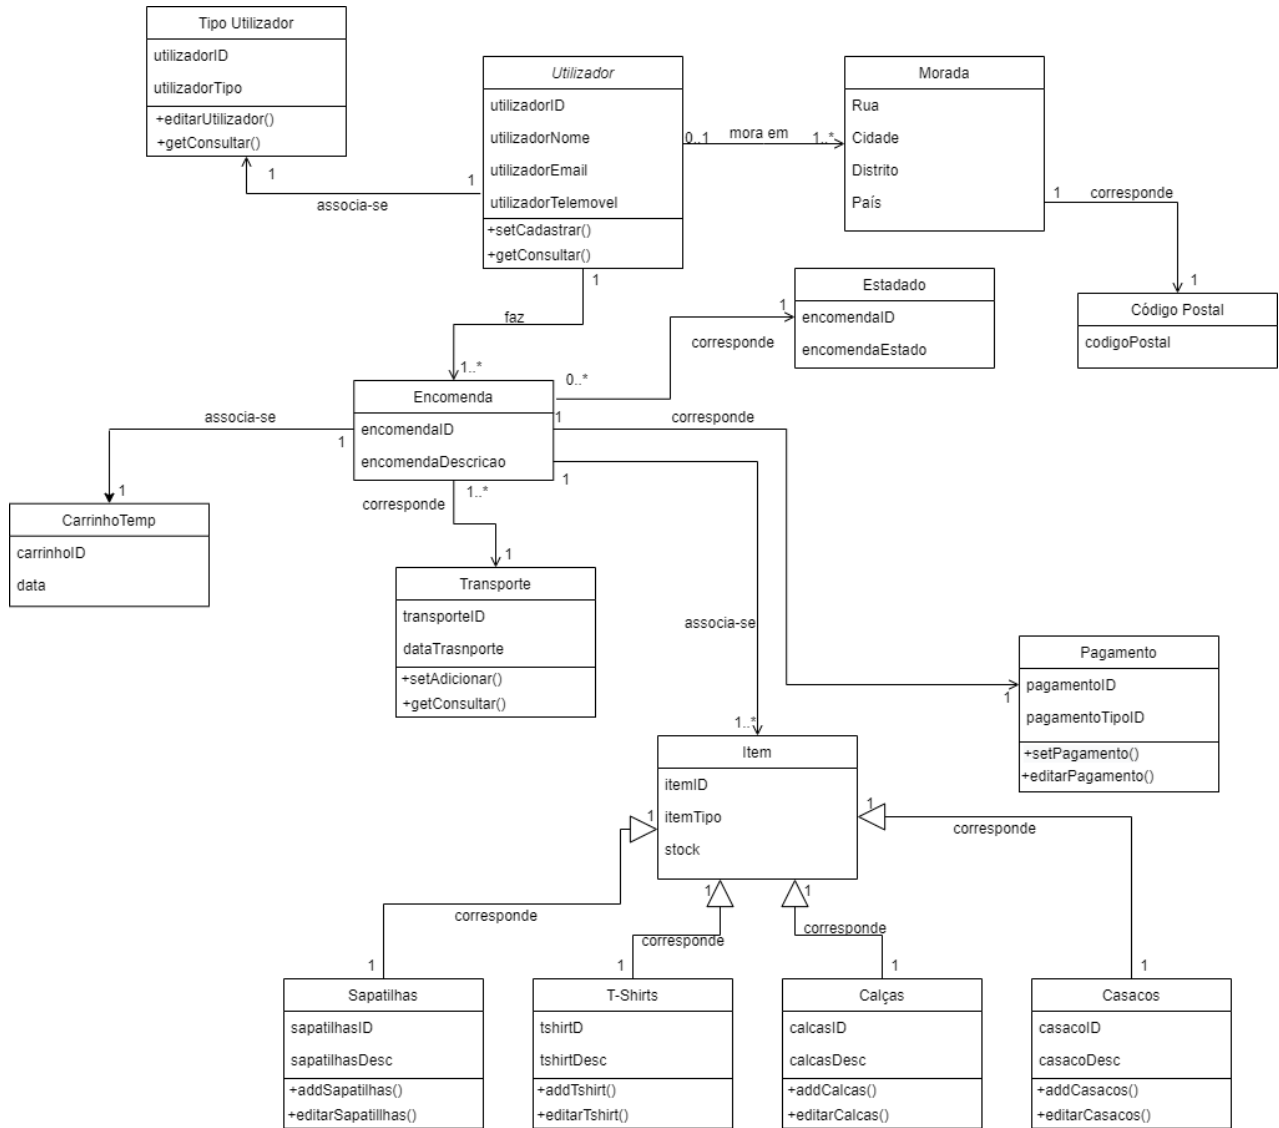 Tipo Utilizador
utilizadorID
utilizadorTipo
+editarUtilizador()
+getConsultar()
1
1
associa-se
Utilizador
utilizadorID
utilizadorNome
utilizadorEmail
utilizadorTelemovel
+setCadastrar()
+getConsultar()
0..1
mora em
1..*
Morada
Rua
Cidade
Distrito
País
1
corresponde
1
Código Postal
codigoPostal
1
faz
1..*
Estadado
encomendaID
encomendaEstado
1
corresponde
0..*
Encomenda
encomendaID
encomendaDescricao
associa-se
1
1
CarrinhoTemp
carrinhoID
data
1
corresponde
1
1..*
corresponde
1
Transporte
transporteID
dataTrasnporte
+setAdicionar()
+getConsultar()
associa-se
1..*
1
Pagamento
pagamentoID
pagamentoTipoID
+setPagamento()
+editarPagamento()
Item
itemID
itemTipo
stock
1
corresponde
1
1
corresponde
1
1
corresponde
1
1
corresponde
1
Sapatilhas
sapatilhasID
sapatilhasDesc
+addSapatilhas()
+editarSapatillhas()
T-Shirts
tshirtD
tshirtDesc
+addTshirt()
+editarTshirt()
Calças
calcasID
calcasDesc
+addCalcas()
+editarCalcas()
Casacos
casacoID
casacoDesc
+addCasacos()
+editarCasacos()